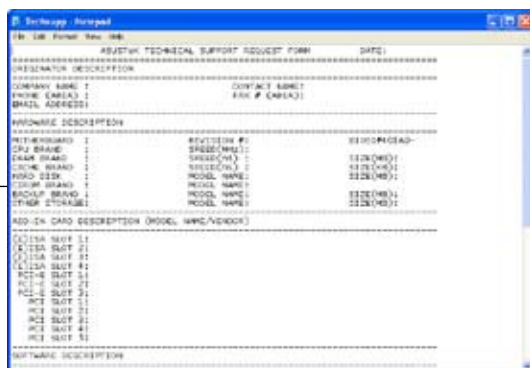 Techsupp - Notepad
File Edit Format View Help
ASUSTeK TECHNICAL SUPPORT REQUEST FORM DATE:
ORIGINATOR DESCRIPTION
COMPANY NAME : CONTACT NAME:
PHONE (AREA) : FAX # (AREA):
EMAIL ADDRESS:
HARDWARE DESCRIPTION
MOTHERBOARD : REVISION #:
CPU BRAND : SPEED(MHz):
DRAM BRAND : SPEED(ns) : SIZE(MB):
CACHE BRAND : SPEED(ns) : SIZE(KB):
HARD DISK : MODEL NAME: SIZE(MB):
CDROM BRAND : MODEL NAME:
BACKUP BRAND : MODEL NAME: SIZE(MB):
OTHER STORAGE: MODEL NAME: SIZE(MB):
ADD-IN CARD DESCRIPTION (MODEL NAME/VENDOR)
(E)ISA SLOT 1:
(E)ISA SLOT 2:
(E)ISA SLOT 3:
(E)ISA SLOT 4:
PCI-E SLOT 1:
PCI-E SLOT 2:
PCI-E SLOT 3:
PCI SLOT 1:
PCI SLOT 2:
PCI SLOT 3:
PCI SLOT 4:
PCI SLOT 5:
SOFTWARE DESCRIPTION